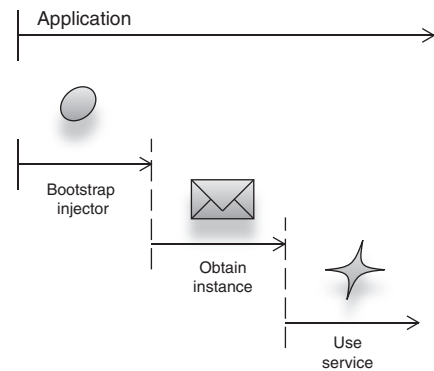 Application
Bootstrap
injector
Obtain
instance
Use
service